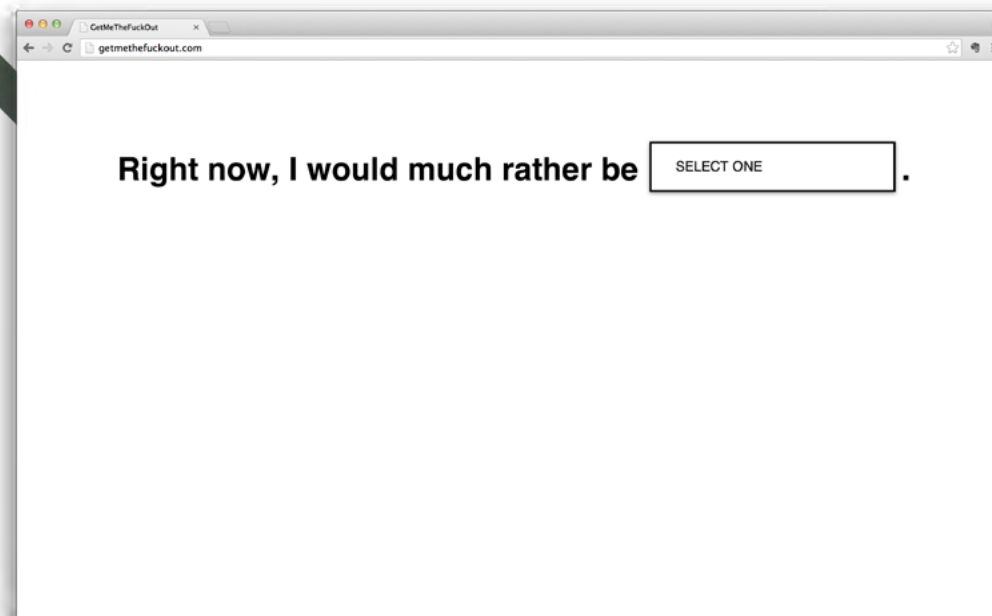 GetMeTheFuckOut
getmethefuckout.com
Right now, I would much rather be SELECT ONE .